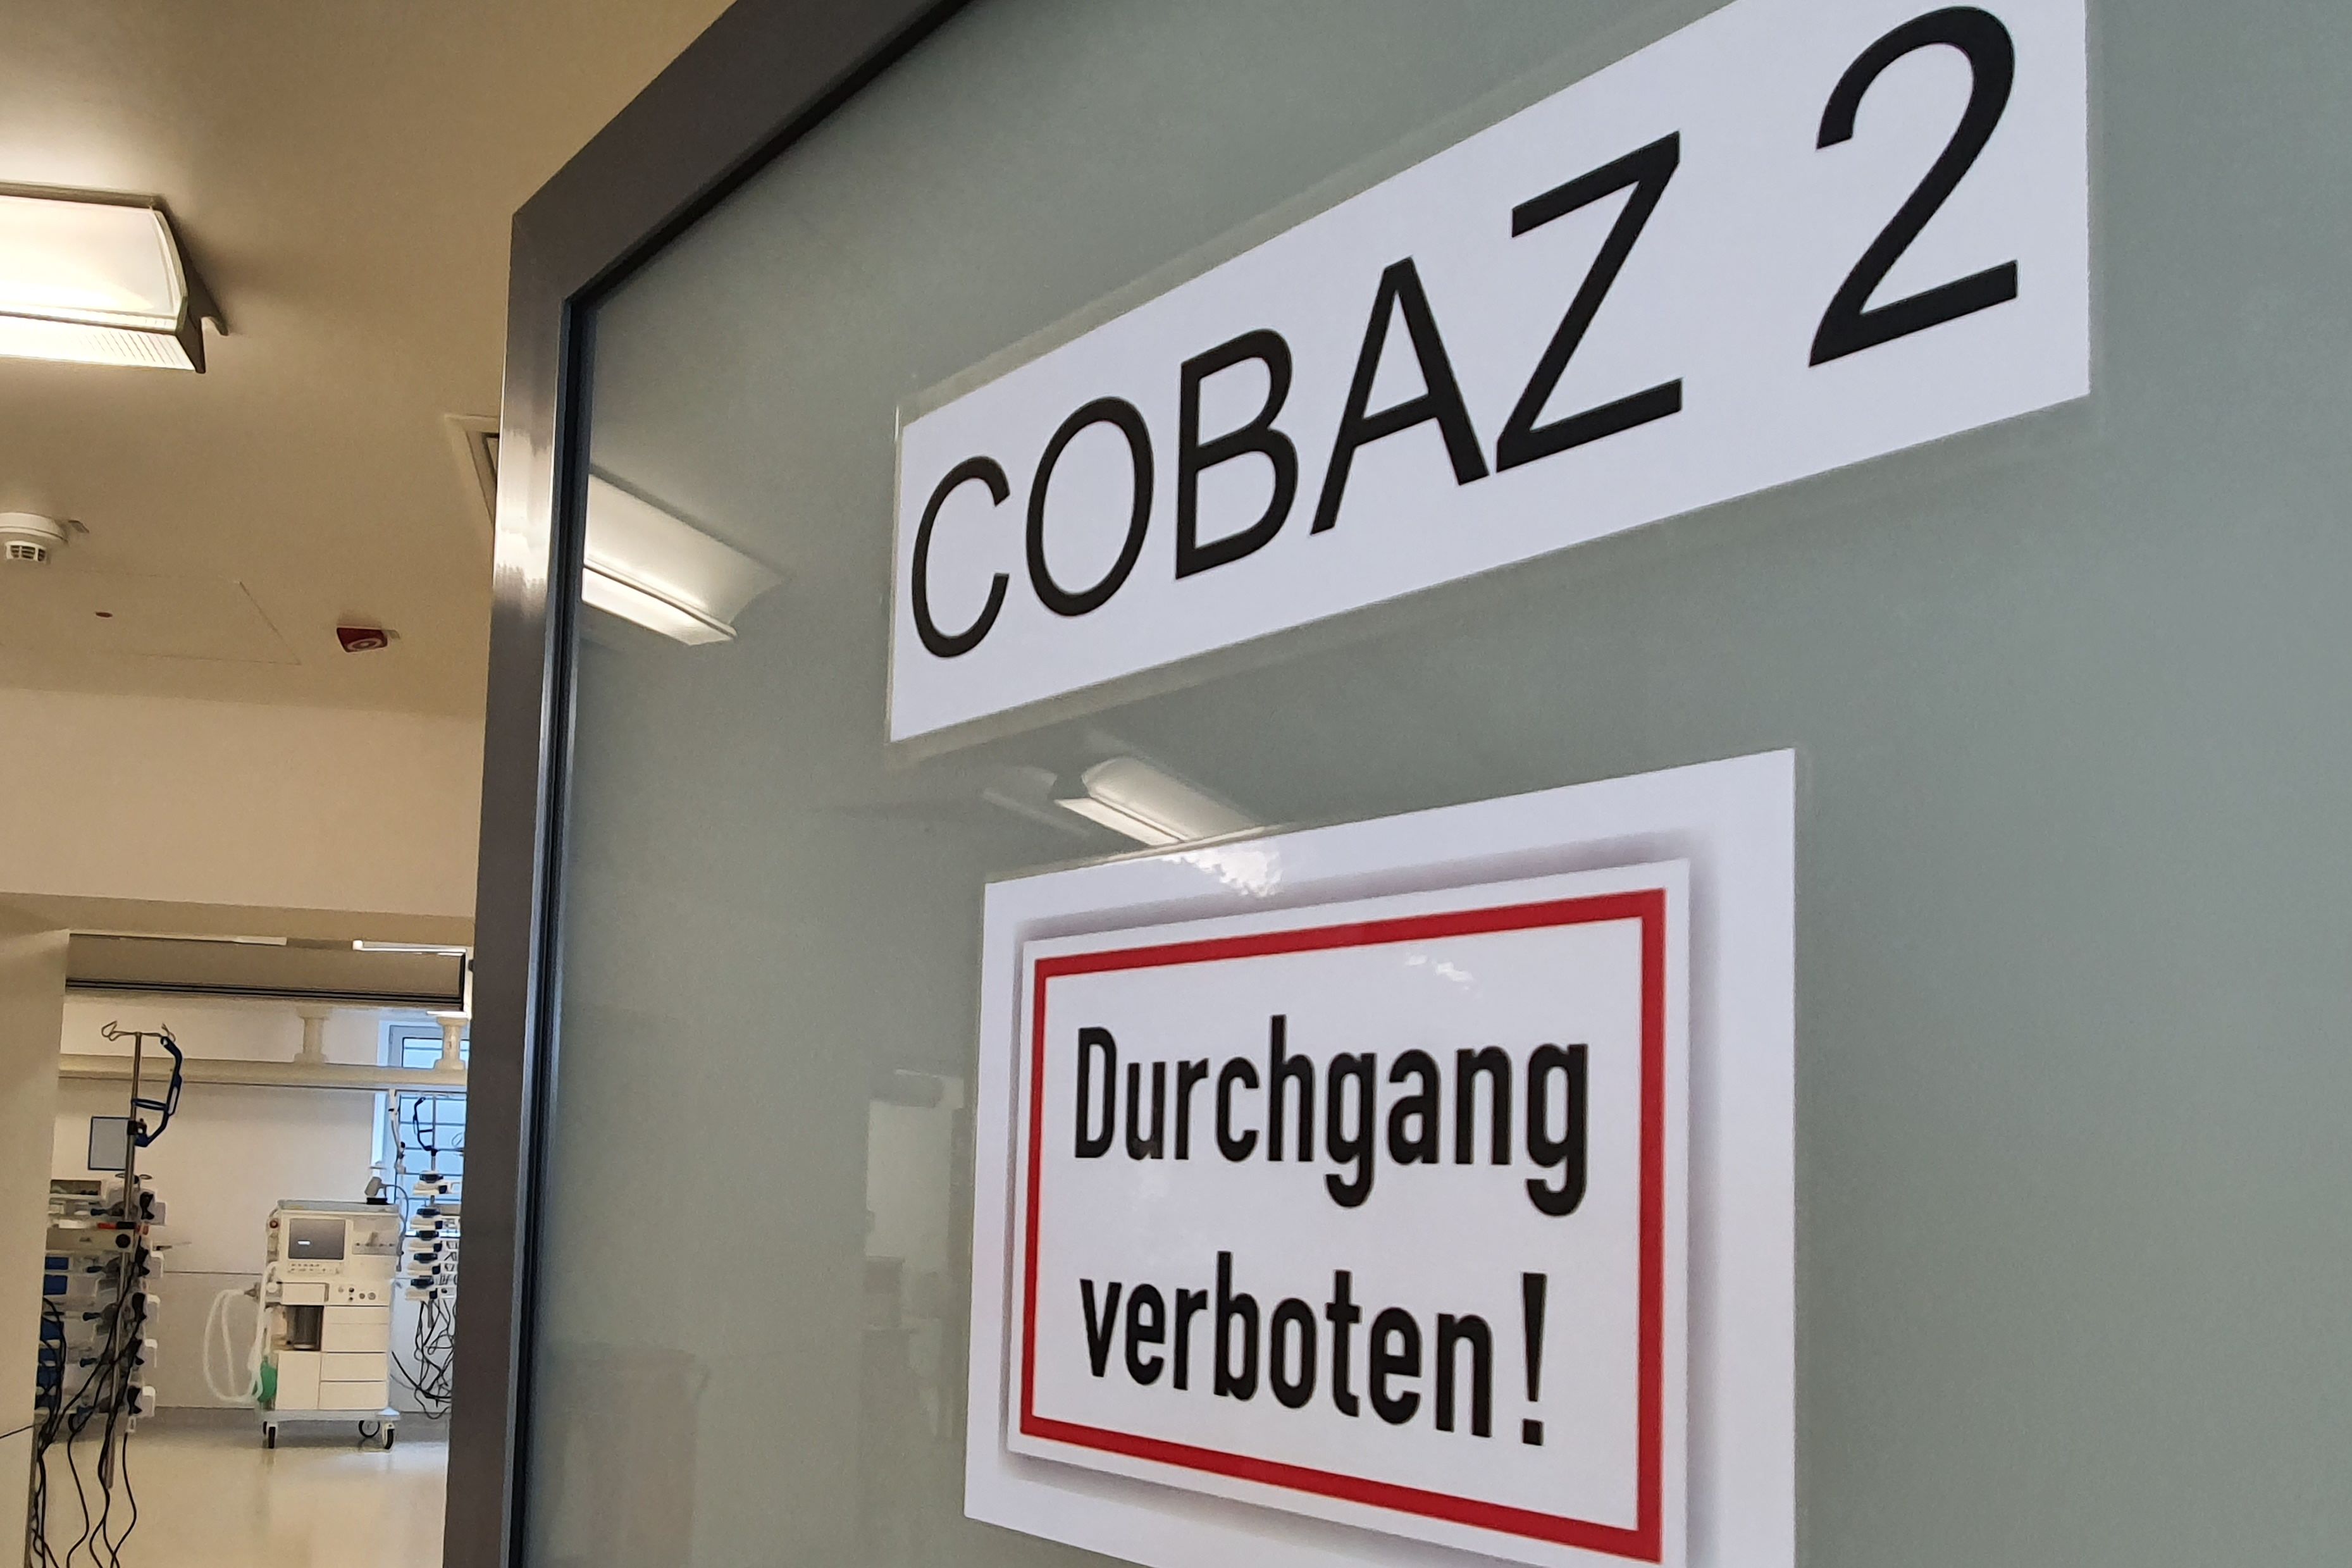 COBAZ 2
Durchgang
verboten!